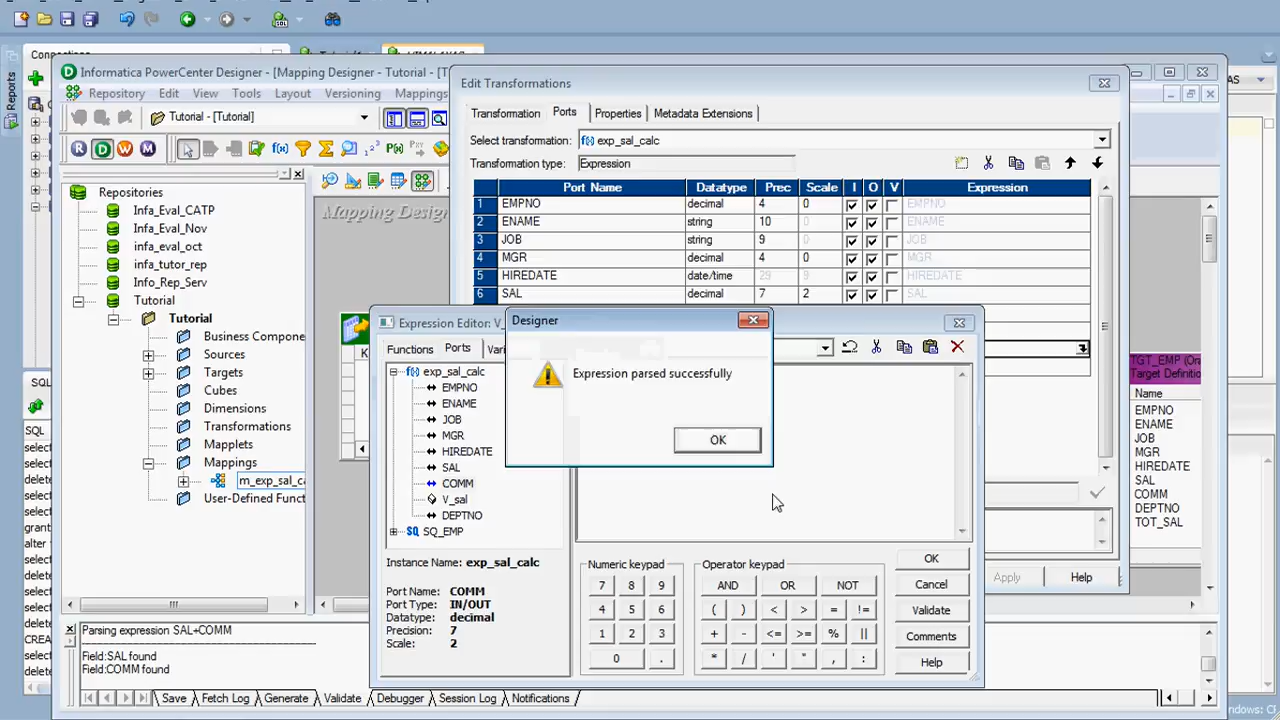 Connections
Reports
Informatica PowerCenter Designer - [Mapping Designer - Tutorial - [T
Repository Edit View Tools Layout Versioning Mappings
Tutorial - [Tutorial]
Repositories
Infa_Eval_CATP
Infa_Eval_Nov
infa_eval_oct
infa_tutor_rep
Info_Rep_Serv
Tutorial
Tutorial
Business Compone
Sources
Targets
Cubes
Dimensions
Transformations
Mapplets
Mappings
m_exp_sal_ca
User-Defined Funct
Mapping Design
Edit Transformations
Transformation Ports Properties Metadata Extensions
Select transformation: exp_sal_calc
Transformation type: Expression
Port Name Datatype Prec Scale I O V Expression
1 EMPNO decimal 4 0 EMPNO
2 ENAME string 10 0 ENAME
3 JOB string 9 0 JOB
4 MGR decimal 4 0 MGR
5 HIREDATE date/time 29 9 HIREDATE
6 SAL decimal 7 2 SAL
Expression Editor: V_
Functions Ports Vari
exp_sal_calc
EMPNO
ENAME
JOB
MGR
HIREDATE
SAL
COMM
V_sal
DEPTNO
SQ_EMP
Instance Name: exp_sal_calc
Port Name: COMM
Port Type: IN/OUT
Datatype: decimal
Precision: 7
Scale: 2
Designer
Expression parsed successfully
OK
Numeric keypad
7 8 9
4 5 6
1 2 3
0 .
Operator keypad
AND OR NOT
( ) < > = !=
+ - <= >= % ||
* / ' " , :
OK
Cancel
Validate
Comments
Help
Apply Help
TGT_EMP (Ora
Target Definiti
Name
EMPNO
ENAME
JOB
MGR
HIREDATE
SAL
COMM
DEPTNO
TOT_SAL
SQL
SQL
select
select
delete
delete
select
grant
alter
create
select
delete
CREA
delete
Parsing expression SAL+COMM
Field:SAL found
Field:COMM found
Save Fetch Log Generate Validate Debugger Session Log Notifications